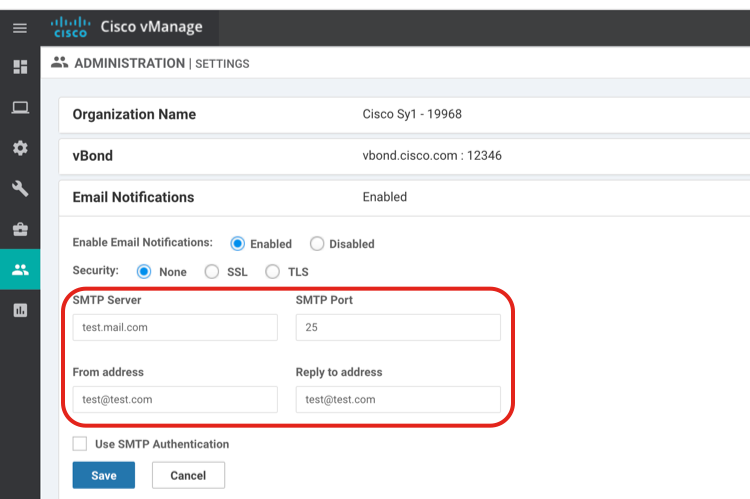 cisco Cisco vManage
ADMINISTRATION | SETTINGS
Organization Name Cisco Sy1 - 19968
vBond vbond.cisco.com : 12346
Email Notifications Enabled
Enable Email Notifications: Enabled Disabled
Security: None SSL TLS
SMTP Server SMTP Port
test.mail.com 25
From address Reply to address
test@test.com test@test.com
Use SMTP Authentication
Save Cancel